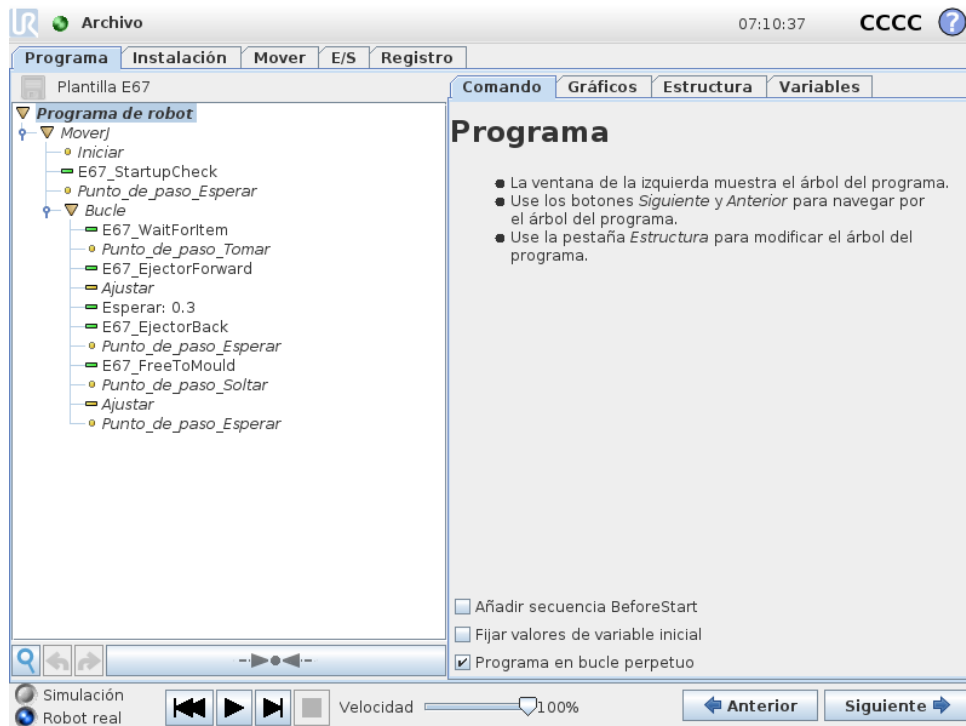 UR Archivo 07:10:37 CCCC ?
Programa Instalación Mover E/S Registro
Plantilla E67
Comando Gráficos Estructura Variables
Programa de robot
MoverJ
Iniciar
E67_StartupCheck
Punto_de_paso_Esperar
Bucle
E67_WaitForItem
Punto_de_paso_Tomar
E67_EjectorForward
Ajustar
Esperar: 0.3
E67_EjectorBack
Punto_de_paso_Esperar
E67_FreeToMould
Punto_de_paso_Soltar
Ajustar
Punto_de_paso_Esperar
Programa
La ventana de la izquierda muestra el árbol del programa.
Use los botones Siguiente y Anterior para navegar por
el árbol del programa.
Use la pestaña Estructura para modificar el árbol del
programa.
Añadir secuencia BeforeStart
Fijar valores de variable inicial
Programa en bucle perpetuo
Simulación
Robot real
Velocidad 100%
Anterior Siguiente